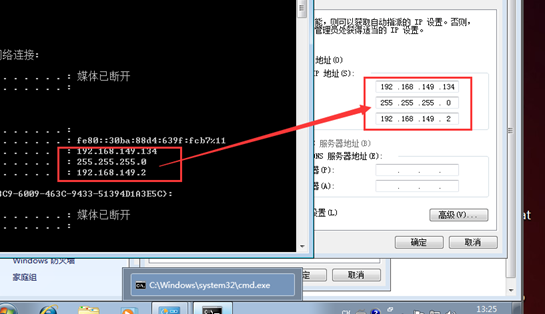 络连接:
. . . . . . . : 媒体已断开
. . . . . . . :
. . . . . . . : fe80::30ba:88d4:639f:fcb7%11
. . . . . . . : 192.168.149.134
. . . . . . . : 255.255.255.0
. . . . . . . : 192.168.149.2
3C9-6009-463C-9433-51394D1A3E5C}:
. . . . . . . : 媒体已断开
. . . . . . . :
能,则可以获取自动指派的 IP 设置。否则,
管理员处获得适当的 IP 设置。
地址(O)
IP 地址(S):
192 .168 .149 .134
255 .255 .255 . 0
192 .168 .149 . 2
服务器地址(B)
DNS 服务器地址(E):
器(P):
器(A):
设置(L)
高级(V)...
确定
取消
at
Windows 防火墙
家庭组
定
取消
C:\Windows\system32\cmd.exe
13:25